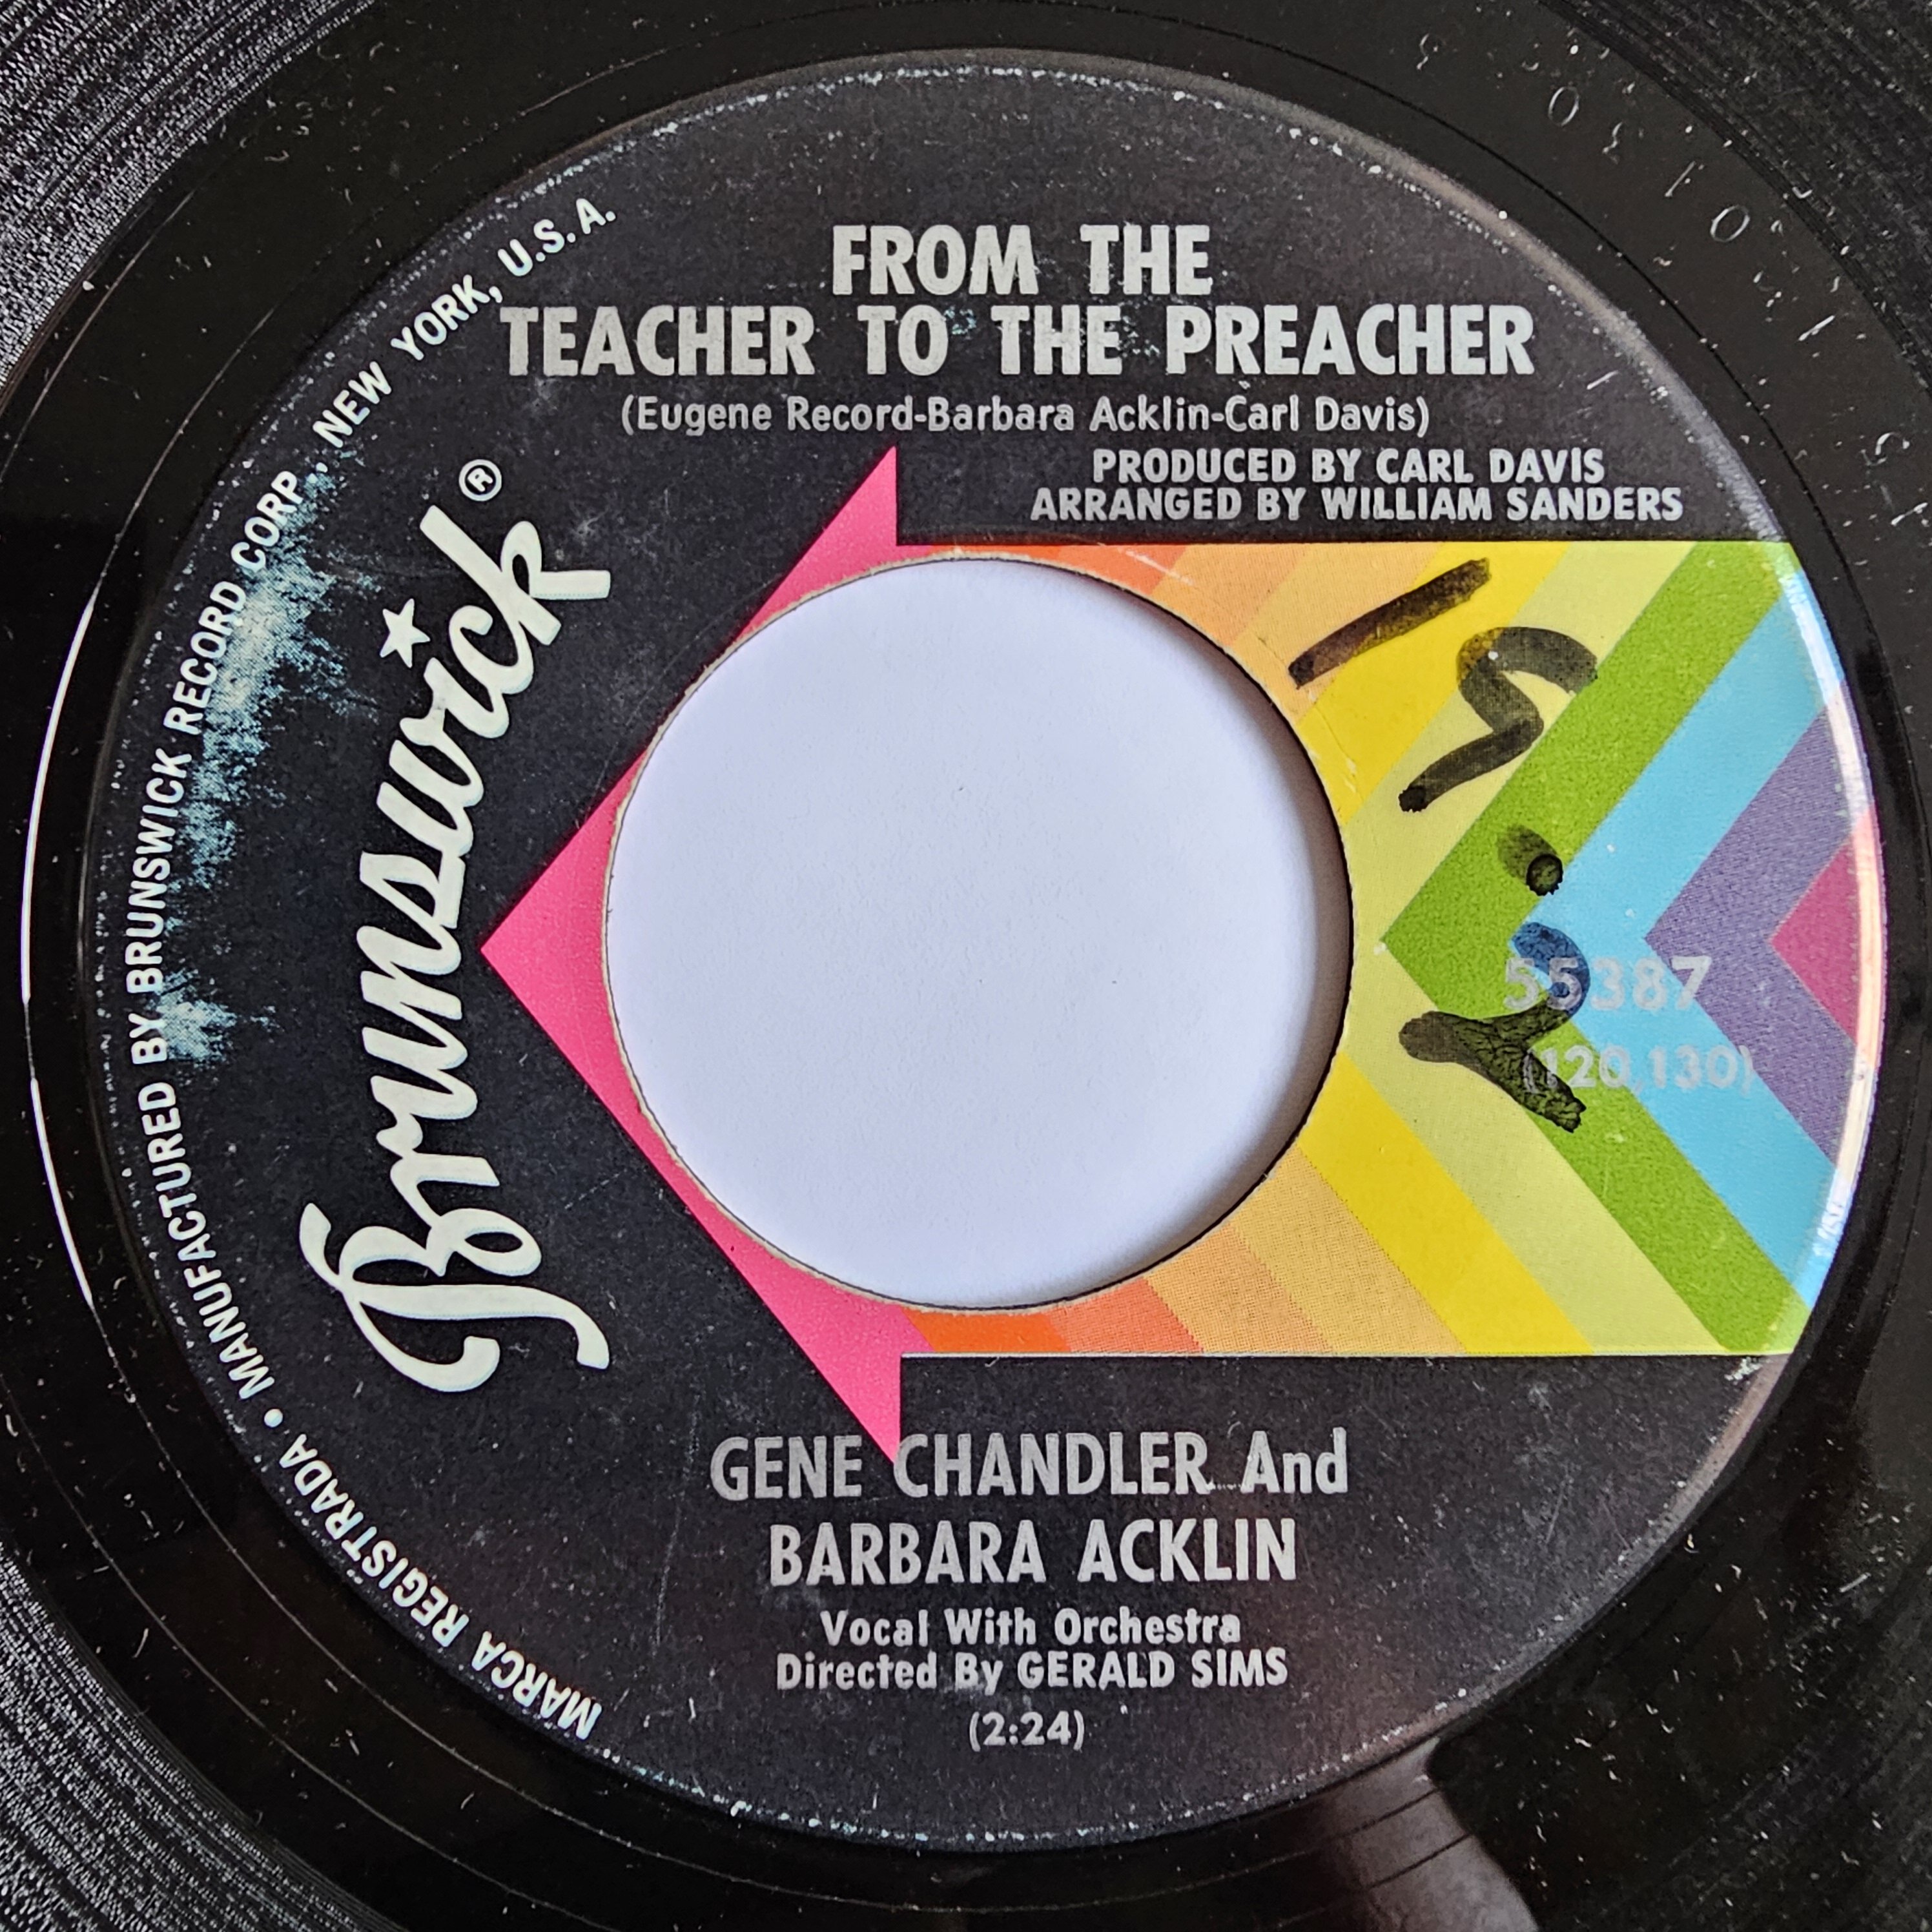 FROM THE
TEACHER TO THE PREACHER
(Eugene Record-Barbara Acklin-Carl Davis)
PRODUCED BY CARL DAVIS
ARRANGED BY WILLIAM SANDERS
Brunswick®
55387
(120,130)
GENE CHANDLER And
BARBARA ACKLIN
Vocal With Orchestra
Directed By GERALD SIMS
(2:24)
MARCA REGISTRADA • MANUFACTURED BY BRUNSWICK RECORD CORP., NEW YORK, U.S.A.